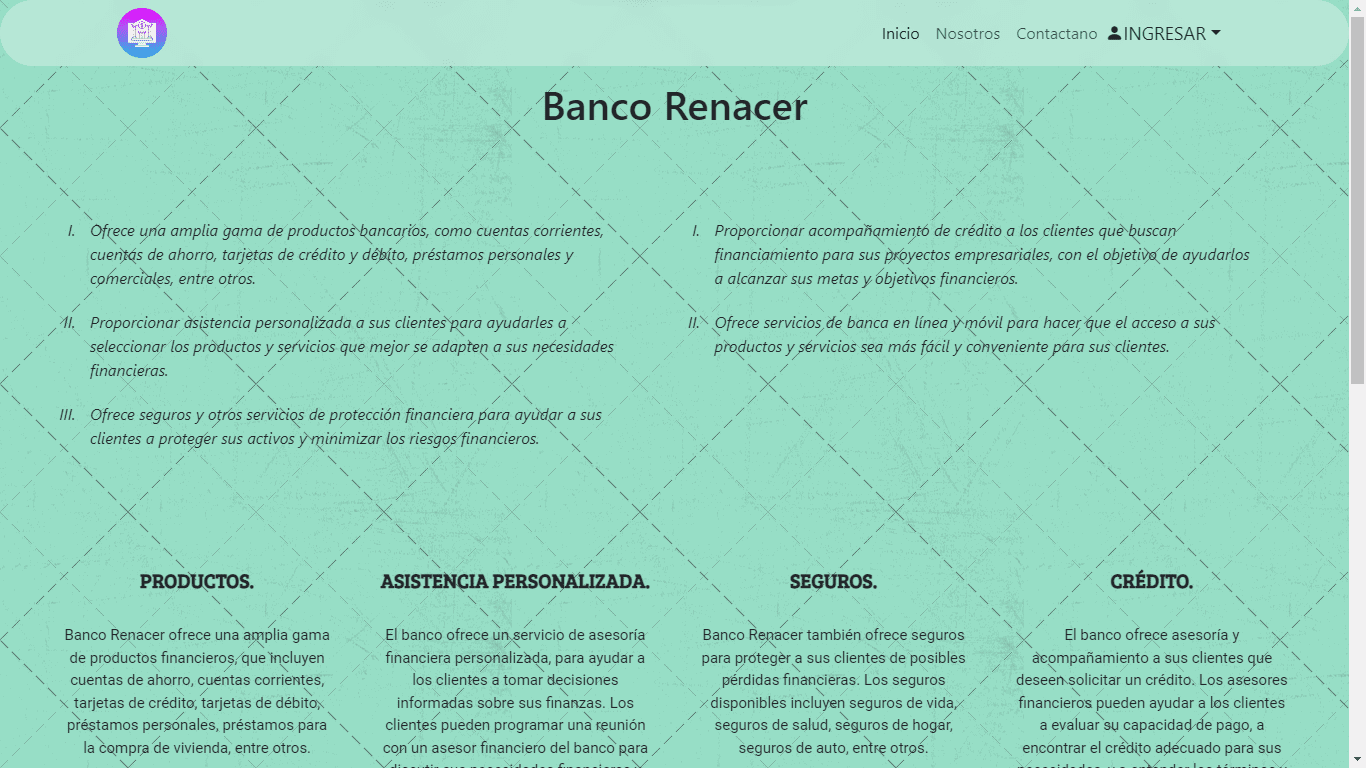 Inicio Nosotros Contactano INGRESAR
Banco Renacer
I. Ofrece una amplia gama de productos bancarios, como cuentas corrientes,
cuentas de ahorro, tarjetas de crédito y débito, préstamos personales y
comerciales, entre otros.
II. Proporcionar asistencia personalizada a sus clientes para ayudarles a
seleccionar los productos y servicios que mejor se adapten a sus necesidades
financieras.
III. Ofrece seguros y otros servicios de protección financiera para ayudar a sus
clientes a proteger sus activos y minimizar los riesgos financieros.
I. Proporcionar acompañamiento de crédito a los clientes que buscan
financiamiento para sus proyectos empresariales, con el objetivo de ayudarlos
a alcanzar sus metas y objetivos financieros.
II. Ofrece servicios de banca en línea y móvil para hacer que el acceso a sus
productos y servicios sea más fácil y conveniente para sus clientes.
PRODUCTOS.
Banco Renacer ofrece una amplia gama
de productos financieros, que incluyen
cuentas de ahorro, cuentas corrientes,
tarjetas de crédito, tarjetas de débito,
préstamos personales, préstamos para
la compra de vivienda, entre otros.
ASISTENCIA PERSONALIZADA.
El banco ofrece un servicio de asesoría
financiera personalizada, para ayudar a
los clientes a tomar decisiones
informadas sobre sus finanzas. Los
clientes pueden programar una reunión
con un asesor financiero del banco para
discutir sus necesidades financieras y
SEGUROS.
Banco Renacer también ofrece seguros
para proteger a sus clientes de posibles
pérdidas financieras. Los seguros
disponibles incluyen seguros de vida,
seguros de salud, seguros de hogar,
seguros de auto, entre otros.
CRÉDITO.
El banco ofrece asesoría y
acompañamiento a sus clientes que
deseen solicitar un crédito. Los asesores
financieros pueden ayudar a los clientes
a evaluar su capacidad de pago, a
encontrar el crédito adecuado para sus
necesidades, y a entender los términos y